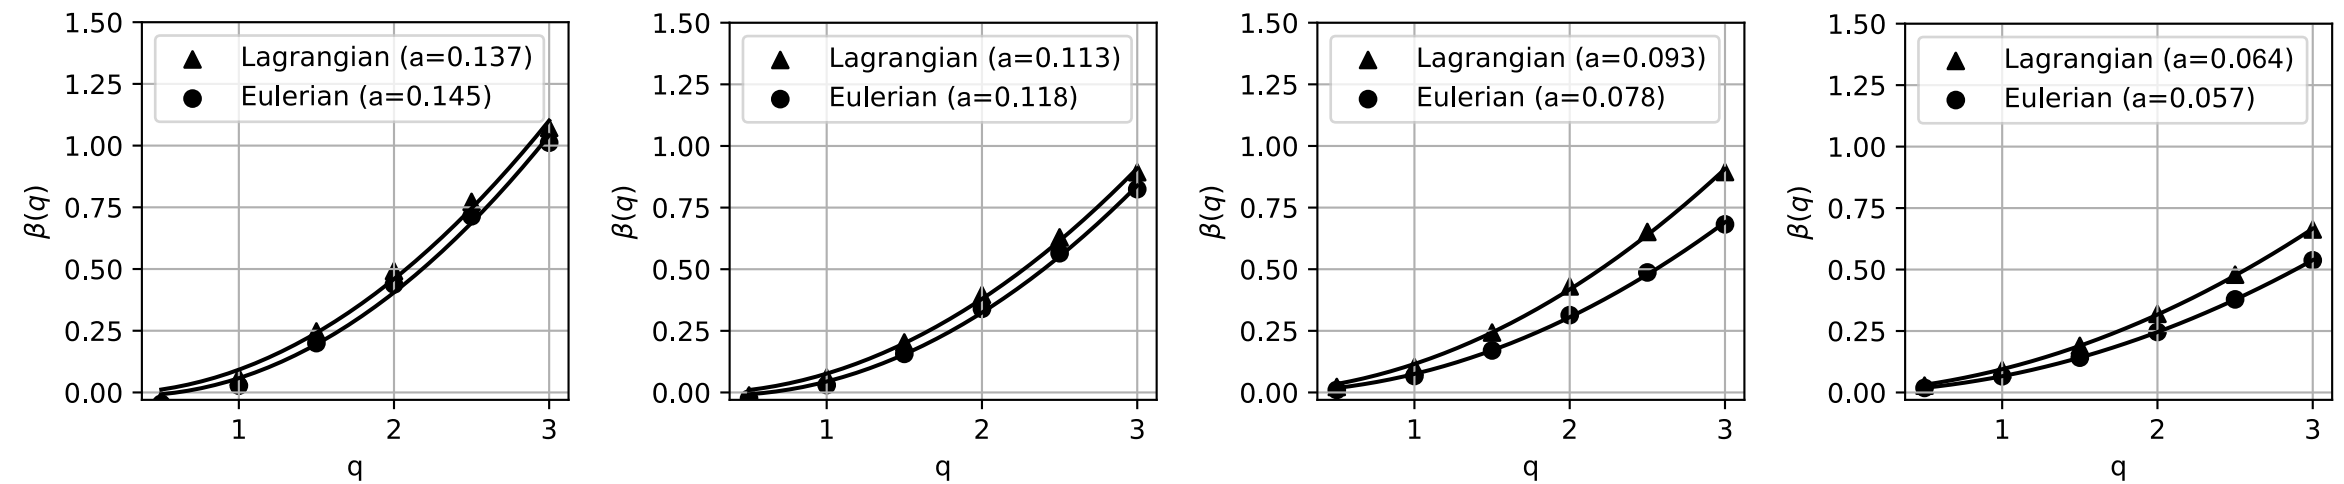 1.50
1.25
1.00
0.75
0.50
0.25
0.00
β(q)
Lagrangian (a=0.137)
Eulerian (a=0.145)
1 2 3
q
1.50
1.25
1.00
0.75
0.50
0.25
0.00
β(q)
Lagrangian (a=0.113)
Eulerian (a=0.118)
1 2 3
q
1.50
1.25
1.00
0.75
0.50
0.25
0.00
β(q)
Lagrangian (a=0.093)
Eulerian (a=0.078)
1 2 3
q
1.50
1.25
1.00
0.75
0.50
0.25
0.00
β(q)
Lagrangian (a=0.064)
Eulerian (a=0.057)
1 2 3
q